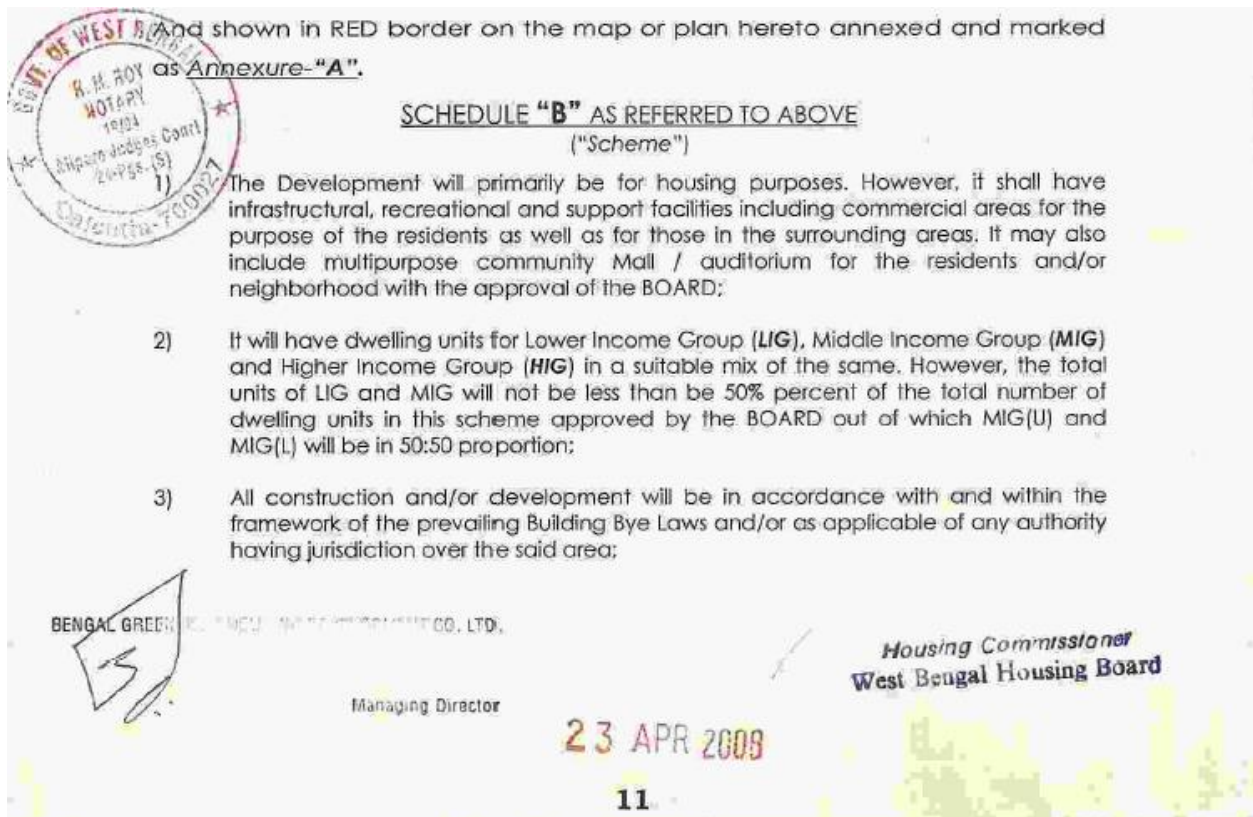 And shown in RED border on the map or plan hereto annexed and marked
as Annexure-"A".
GOVT. OF WEST BENGAL
R. M. ROY
NOTARY
Judges Court
24-Pgs. (S)
Calcutta-700027
SCHEDULE "B" AS REFERRED TO ABOVE
("Scheme")
1) The Development will primarily be for housing purposes. However, it shall have
infrastructural, recreational and support facilities including commercial areas for the
purpose of the residents as well as for those in the surrounding areas. It may also
include multipurpose community Mall / auditorium for the residents and/or
neighborhood with the approval of the BOARD;
2) It will have dwelling units for Lower Income Group (LIG), Middle Income Group (MIG)
and Higher Income Group (HIG) in a suitable mix of the same. However, the total
units of LIG and MIG will not be less than be 50% percent of the total number of
dwelling units in this scheme approved by the BOARD out of which MIG(U) and
MIG(L) will be in 50:50 proportion;
3) All construction and/or development will be in accordance with and within the
framework of the prevailing Building Bye Laws and/or as applicable of any authority
having jurisdiction over the said area;
BENGAL CO. LTD.
Managing Director
Housing Commissioner
West Bengal Housing Board
23 APR
11